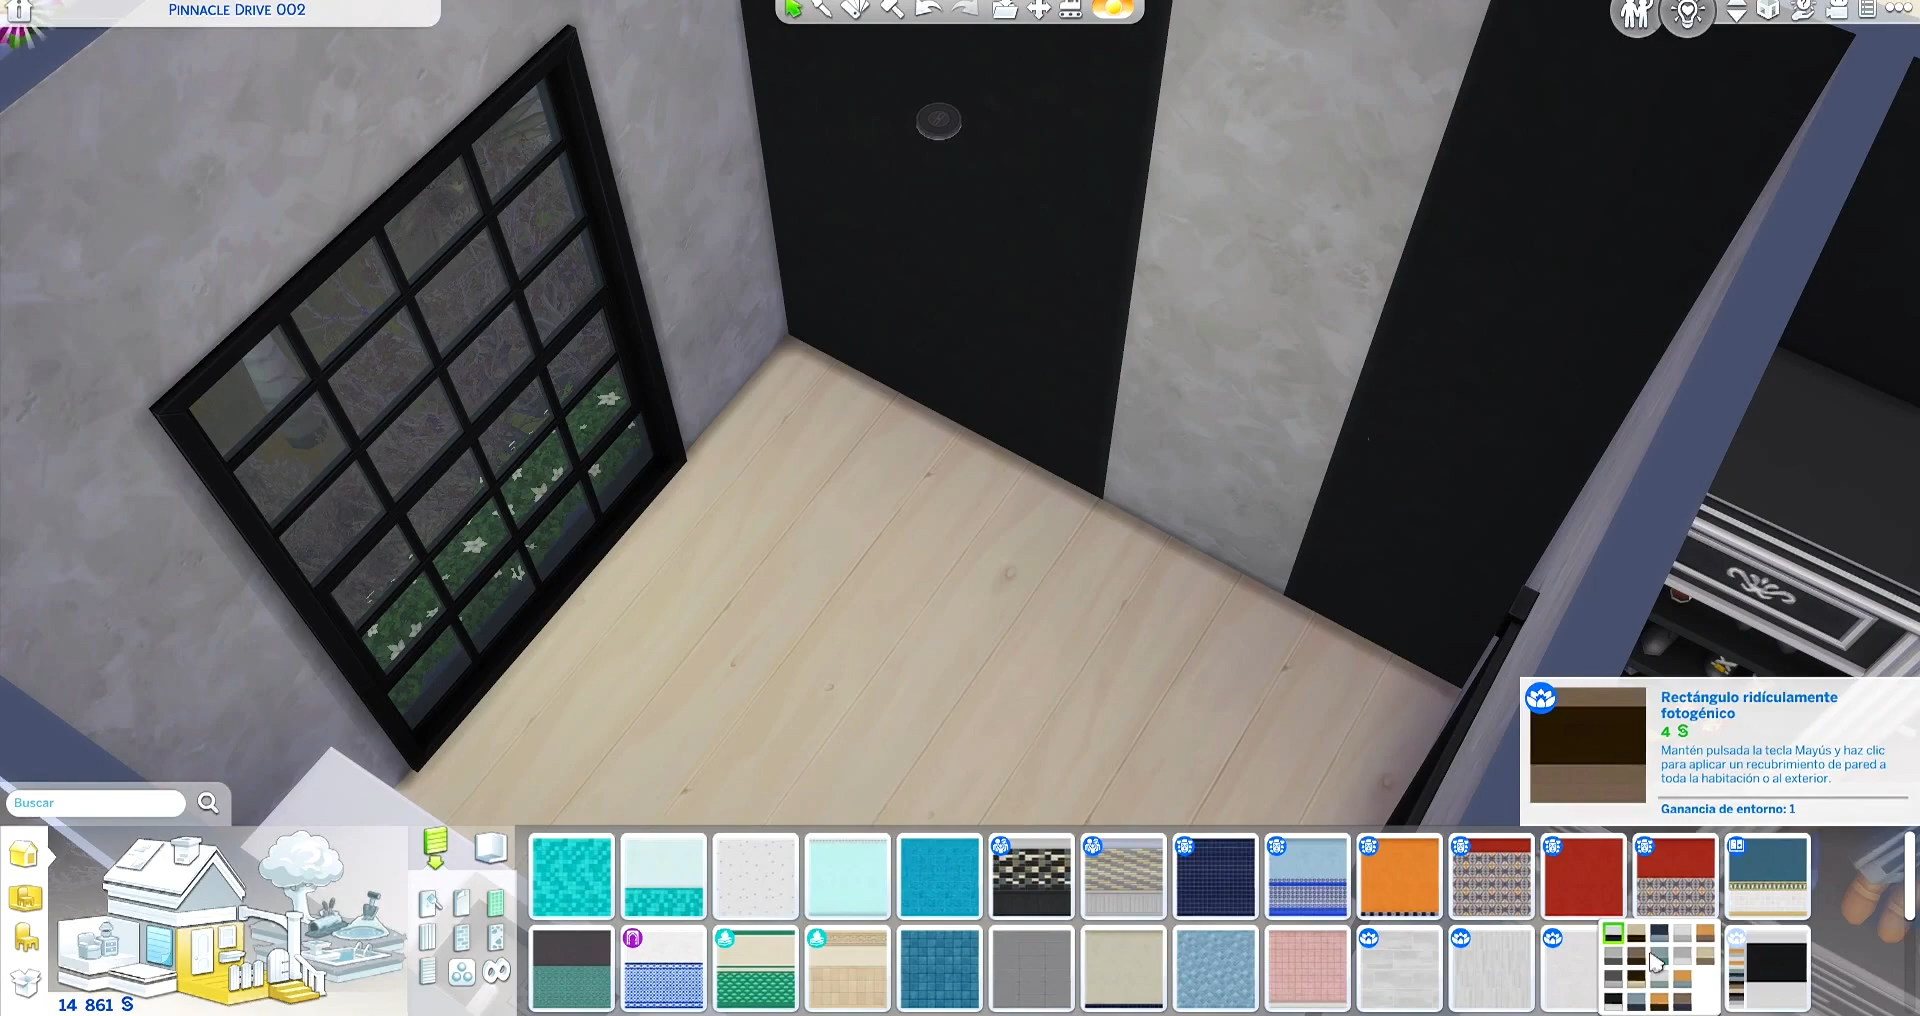 PINNACLE DRIVE 002
Rectángulo ridículamente
fotogénico
4 §
Mantén pulsada la tecla Mayús y haz clic
para aplicar un recubrimiento de pared a
toda la habitación o al exterior.
Ganancia de entorno: 1
Buscar
14 861 §